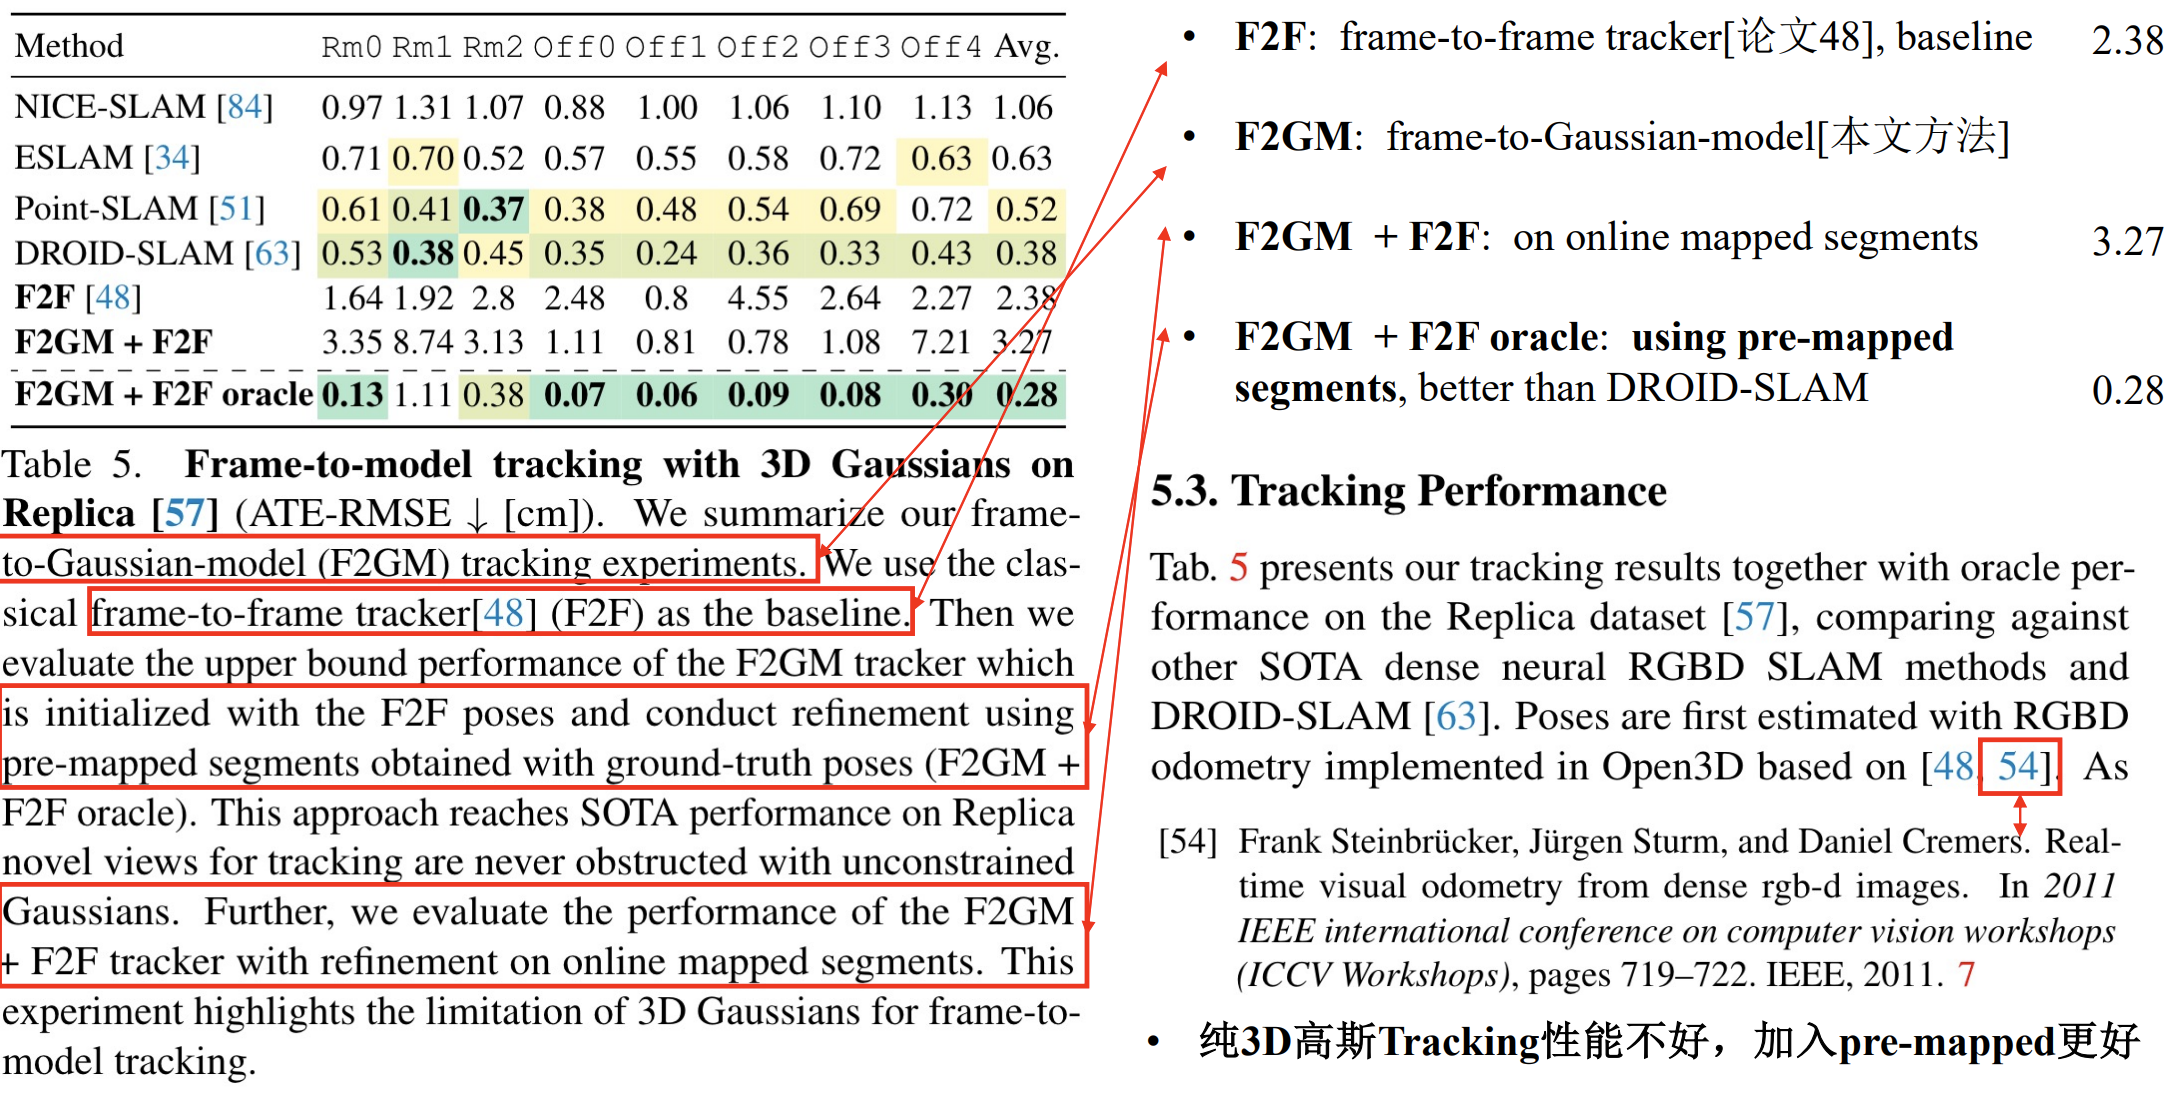 Method Rm0 Rm1 Rm2 Off0 Off1 Off2 Off3 Off4 Avg.
NICE-SLAM [84] 0.97 1.31 1.07 0.88 1.00 1.06 1.10 1.13 1.06
ESLAM [34] 0.71 0.70 0.52 0.57 0.55 0.58 0.72 0.63 0.63
Point-SLAM [51] 0.61 0.41 0.37 0.38 0.48 0.54 0.69 0.72 0.52
DROID-SLAM [63] 0.53 0.38 0.45 0.35 0.24 0.36 0.33 0.43 0.38
F2F [48] 1.64 1.92 2.8 2.48 0.8 4.55 2.64 2.27 2.38
F2GM + F2F 3.35 8.74 3.13 1.11 0.81 0.78 1.08 7.21 3.27
F2GM + F2F oracle 0.13 1.11 0.38 0.07 0.06 0.09 0.08 0.30 0.28
Table 5. Frame-to-model tracking with 3D Gaussians on
Replica [57] (ATE-RMSE ↓ [cm]). We summarize our frame-
to-Gaussian-model (F2GM) tracking experiments. We use the clas-
sical frame-to-frame tracker[48] (F2F) as the baseline. Then we
evaluate the upper bound performance of the F2GM tracker which
is initialized with the F2F poses and conduct refinement using
pre-mapped segments obtained with ground-truth poses (F2GM +
F2F oracle). This approach reaches SOTA performance on Replica
novel views for tracking are never obstructed with unconstrained
Gaussians. Further, we evaluate the performance of the F2GM
+ F2F tracker with refinement on online mapped segments. This
experiment highlights the limitation of 3D Gaussians for frame-to-
model tracking.
• F2F: frame-to-frame tracker[论文48], baseline 2.38
• F2GM: frame-to-Gaussian-model[本文方法]
• F2GM + F2F: on online mapped segments 3.27
• F2GM + F2F oracle: using pre-mapped
segments, better than DROID-SLAM 0.28
5.3. Tracking Performance
Tab. 5 presents our tracking results together with oracle per-
formance on the Replica dataset [57], comparing against
other SOTA dense neural RGBD SLAM methods and
DROID-SLAM [63]. Poses are first estimated with RGBD
odometry implemented in Open3D based on [48, 54]. As
[54] Frank Steinbrücker, Jürgen Sturm, and Daniel Cremers. Real-
time visual odometry from dense rgb-d images. In 2011
IEEE international conference on computer vision workshops
(ICCV Workshops), pages 719–722. IEEE, 2011. 7
• 纯3D高斯Tracking性能不好，加入pre-mapped更好